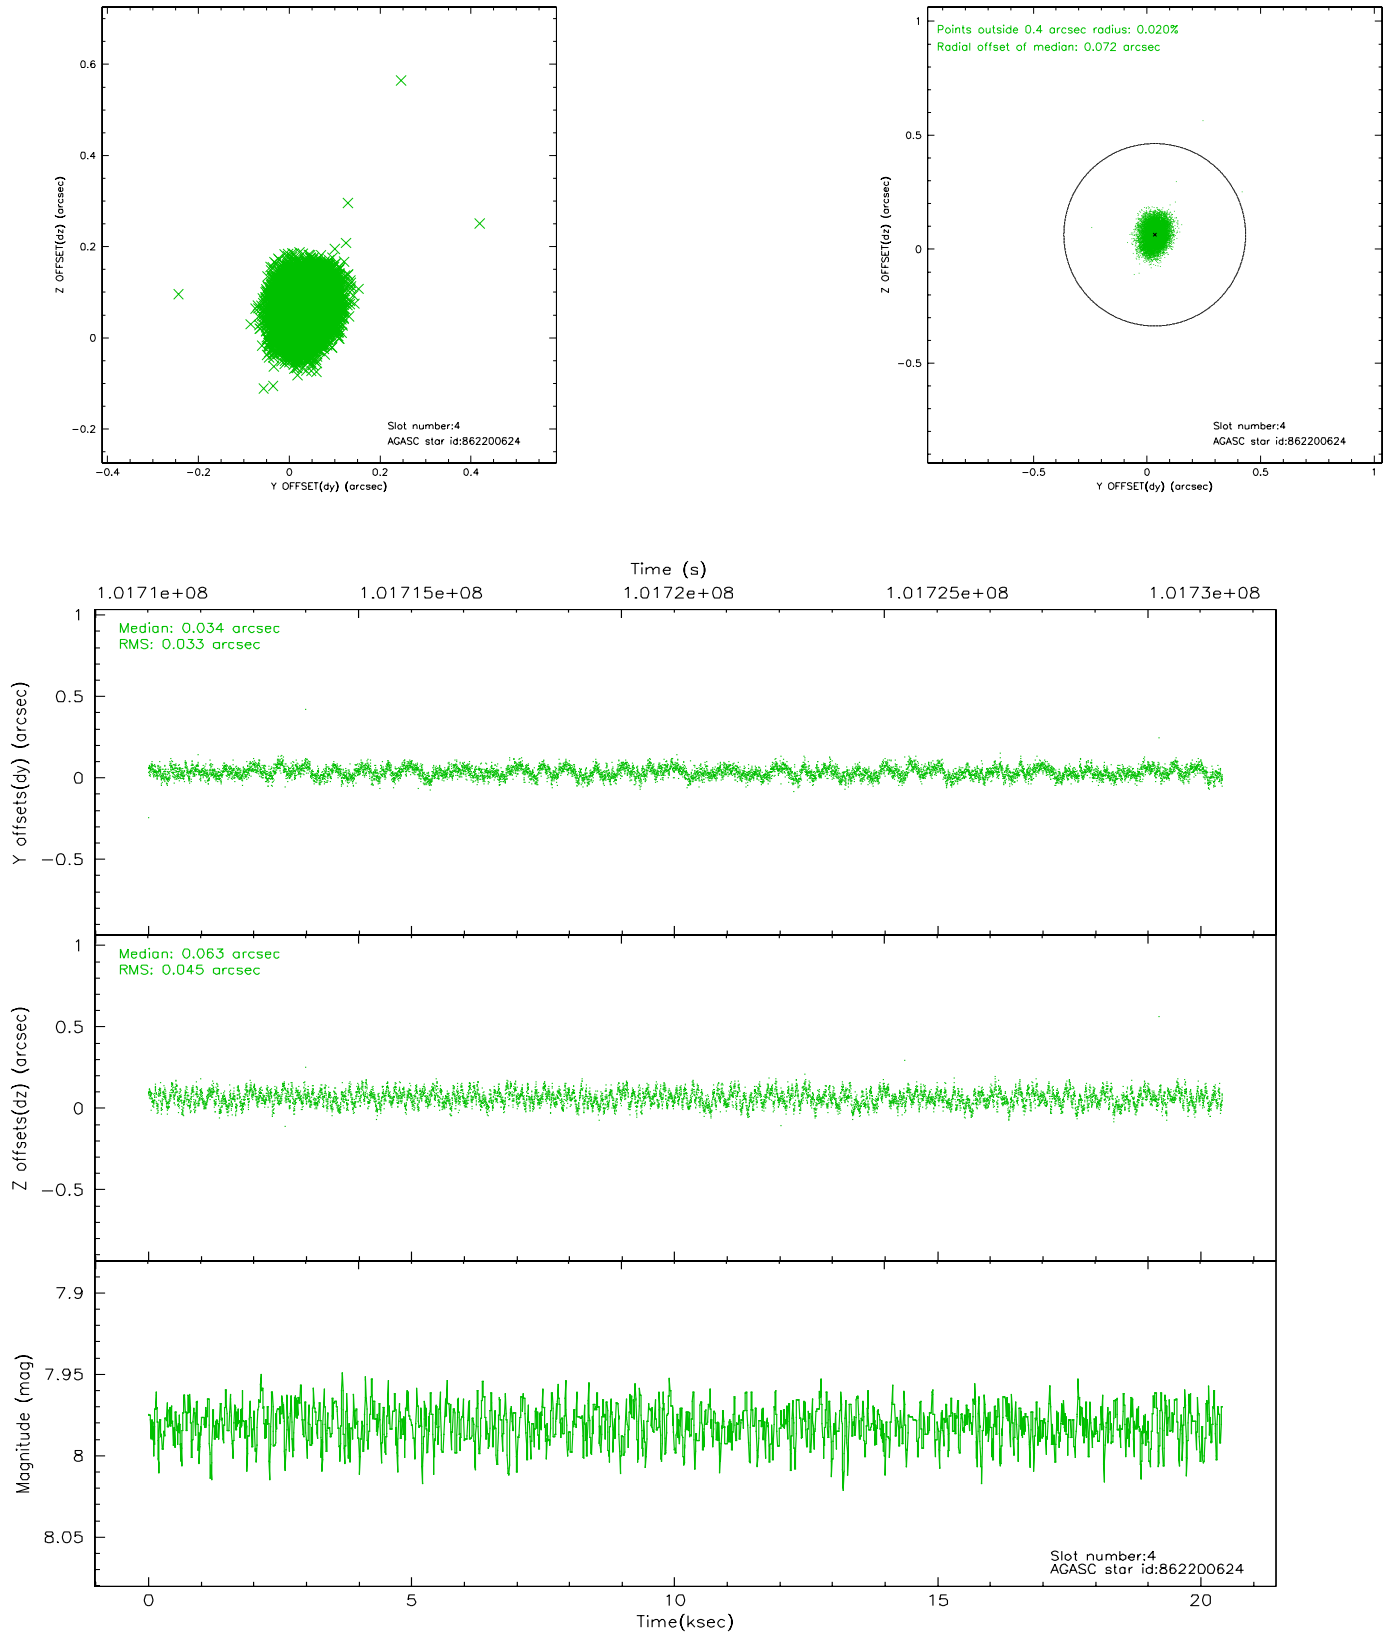 0.6
0.4
0.2
0
−0.2
Z OFFSET(dz) (arcsec)
Slot number:4
AGASC star id:862200624
−0.4 −0.2 0 0.2 0.4
Y OFFSET(dy) (arcsec)
Points outside 0.4 arcsec radius: 0.020%
Radial offset of median: 0.072 arcsec
1
0.5
0
−0.5
Z OFFSET(dz) (arcsec)
Slot number:4
AGASC star id:862200624
−0.5 0 0.5 1
Y OFFSET(dy) (arcsec)
Time (s)
1.0171e+08 1.01715e+08 1.0172e+08 1.01725e+08 1.0173e+08
Median: 0.034 arcsec
RMS: 0.033 arcsec
1
0.5
0
−0.5
Y offsets(dy) (arcsec)
Median: 0.063 arcsec
RMS: 0.045 arcsec
1
0.5
0
−0.5
Z offsets(dz) (arcsec)
7.9
7.95
8
8.05
Magnitude (mag)
Slot number:4
AGASC star id:862200624
0 5 10 15 20
Time(ksec)